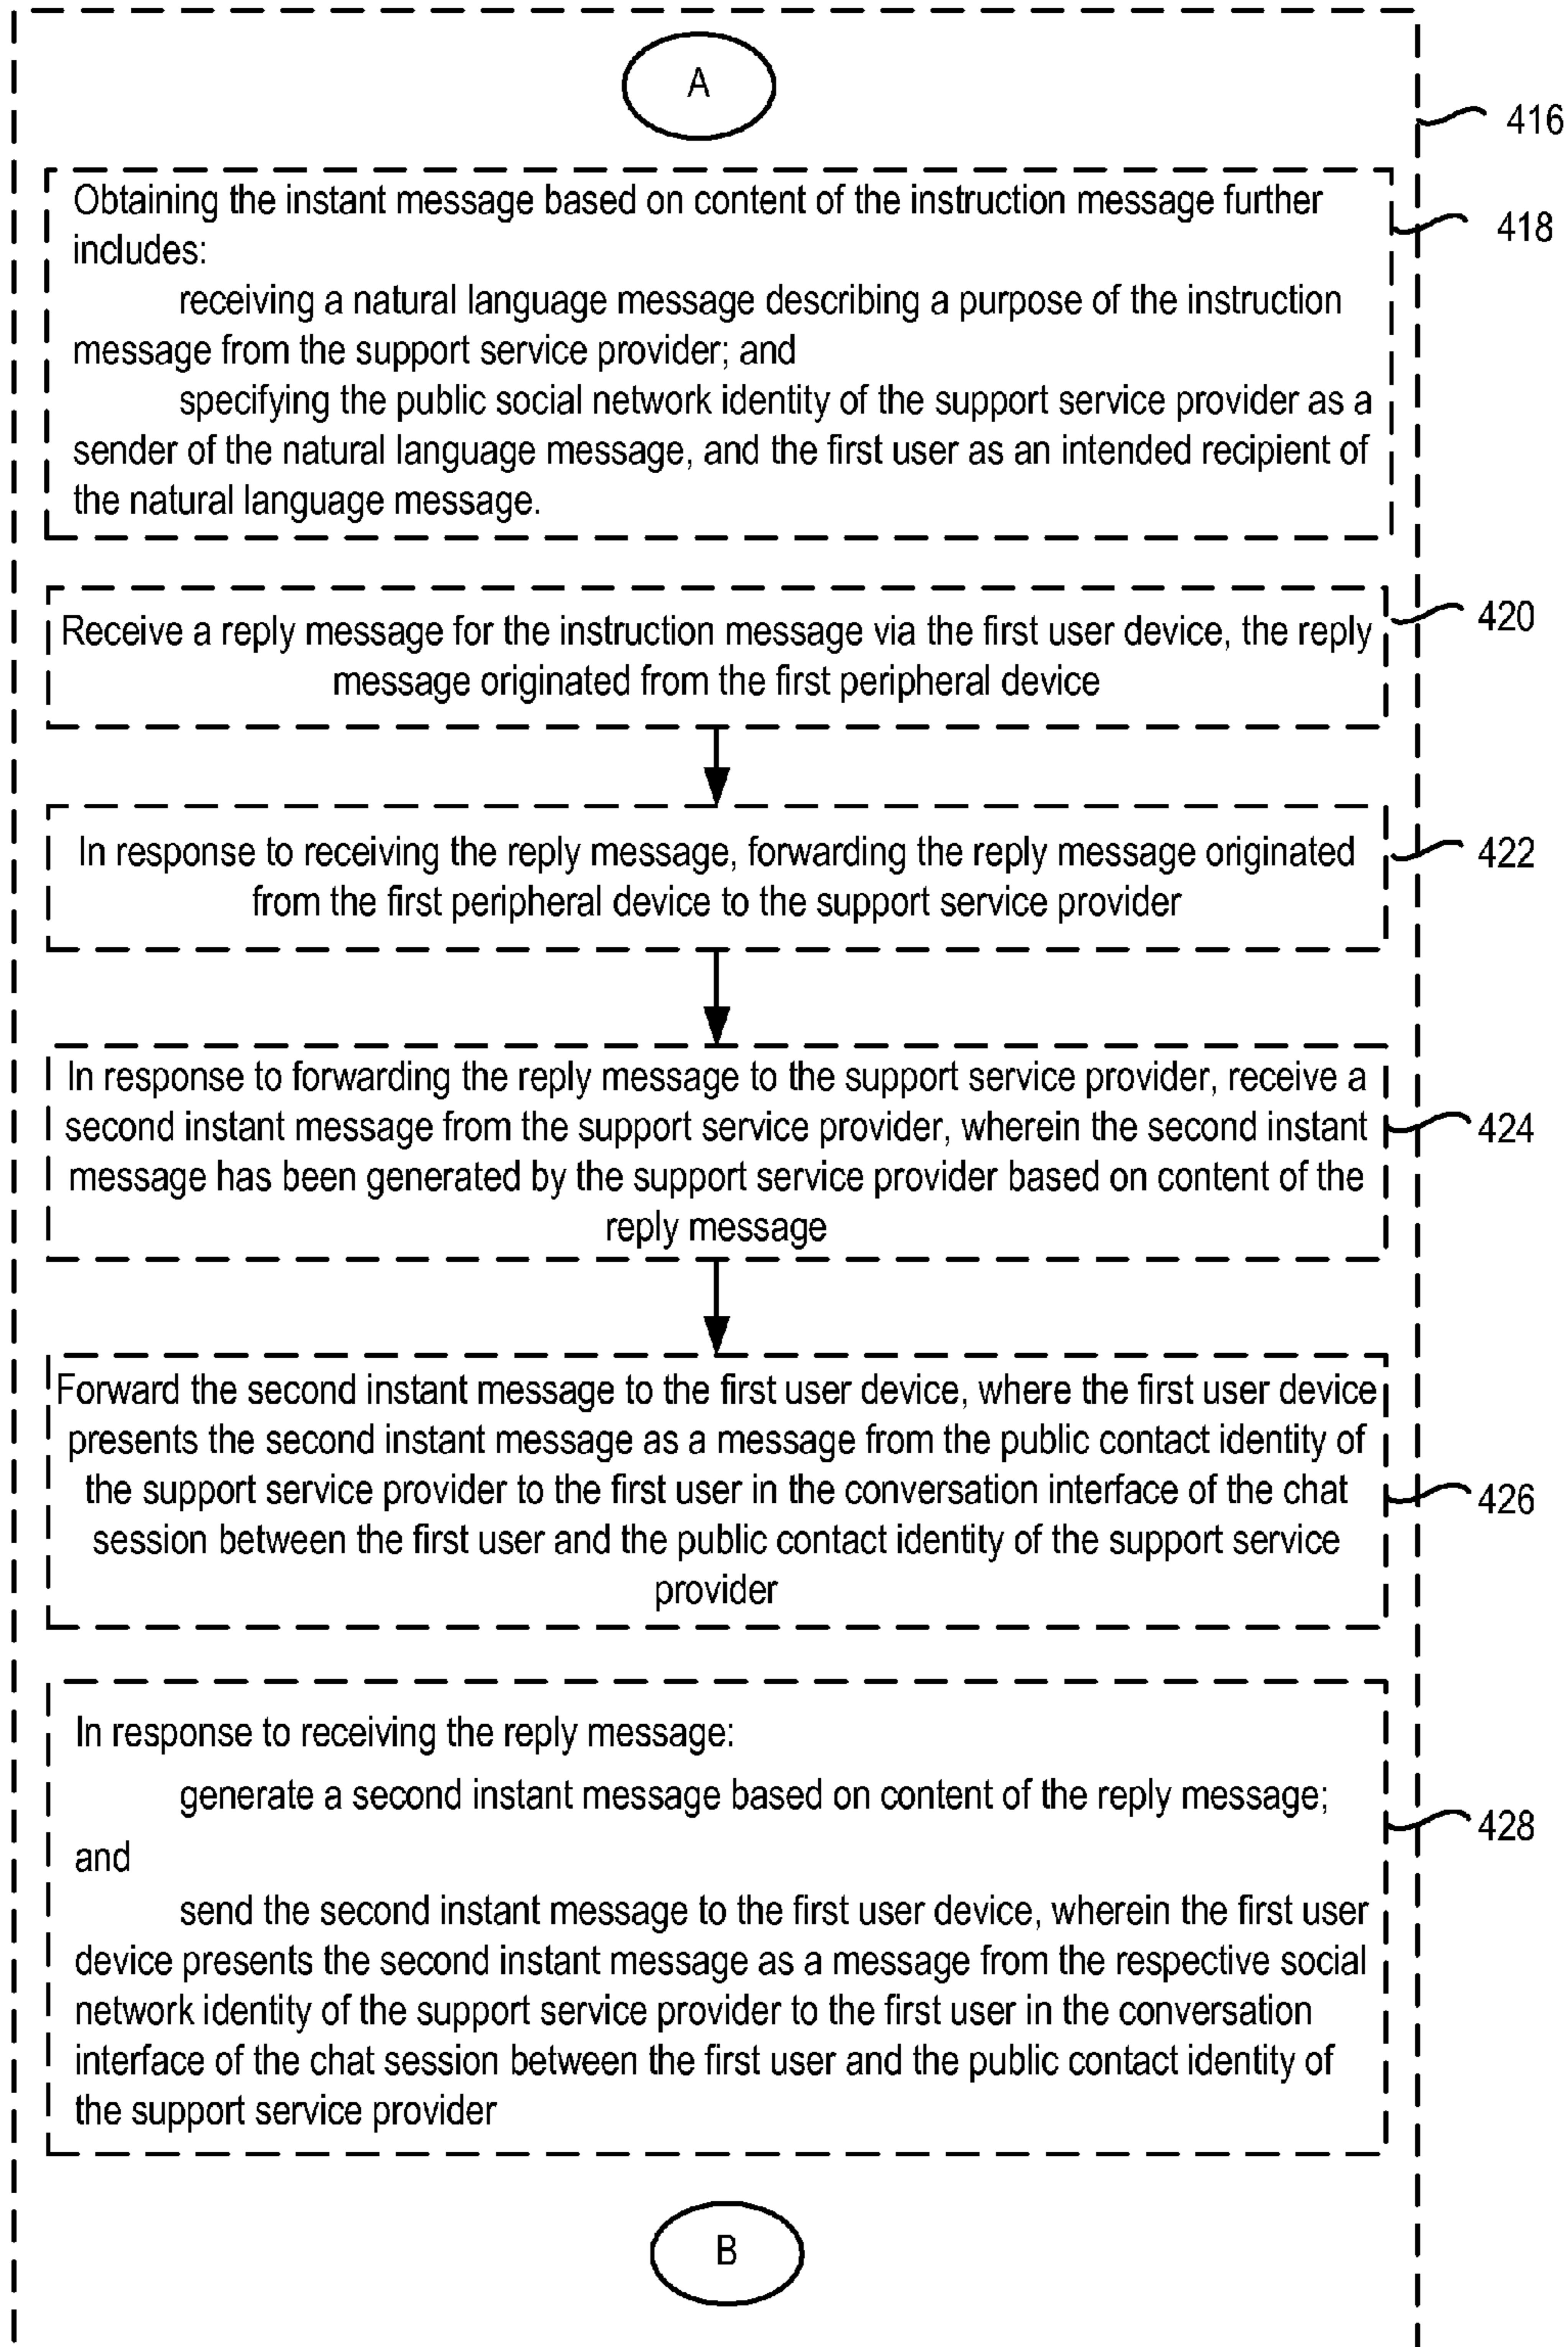 A
416
Obtaining the instant message based on content of the instruction message further
includes:
receiving a natural language message describing a purpose of the instruction
message from the support service provider; and
specifying the public social network identity of the support service provider as a
sender of the natural language message, and the first user as an intended recipient of
the natural language message.
418
Receive a reply message for the instruction message via the first user device, the reply
message originated from the first peripheral device
420
In response to receiving the reply message, forwarding the reply message originated
from the first peripheral device to the support service provider
422
In response to forwarding the reply message to the support service provider, receive a
second instant message from the support service provider, wherein the second instant
message has been generated by the support service provider based on content of the
reply message
424
Forward the second instant message to the first user device, where the first user device
presents the second instant message as a message from the public contact identity of
the support service provider to the first user in the conversation interface of the chat
session between the first user and the public contact identity of the support service
provider
426
In response to receiving the reply message:
generate a second instant message based on content of the reply message;
and
send the second instant message to the first user device, wherein the first user
device presents the second instant message as a message from the respective social
network identity of the support service provider to the first user in the conversation
interface of the chat session between the first user and the public contact identity of
the support service provider
428
B